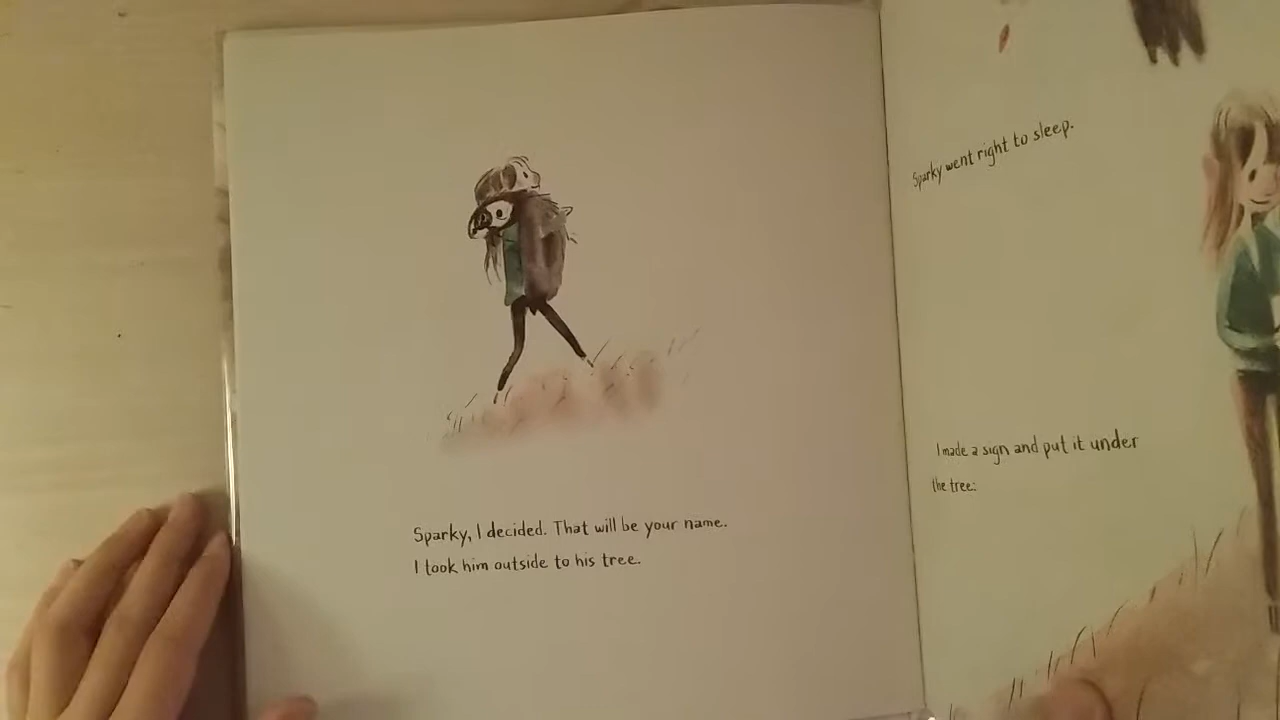 Sparky, I decided. That will be your name.
I took him outside to his tree.
Sparky went right to sleep.
I made a sign and put it under
the tree: